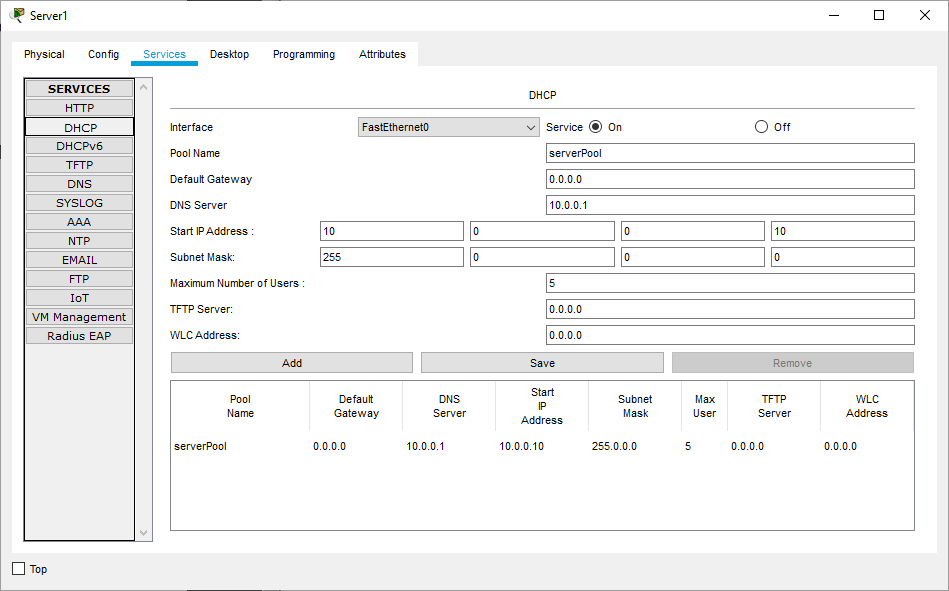 Server1
Physical Config Services Desktop Programming Attributes
SERVICES
HTTP
DHCP
DHCPv6
TFTP
DNS
SYSLOG
AAA
NTP
EMAIL
FTP
IoT
VM Management
Radius EAP
DHCP
Interface FastEthernet0 Service On Off
Pool Name serverPool
Default Gateway 0.0.0.0
DNS Server 10.0.0.1
Start IP Address : 10 0 0 10
Subnet Mask: 255 0 0 0
Maximum Number of Users : 5
TFTP Server: 0.0.0.0
WLC Address: 0.0.0.0
Add Save Remove
Pool Name Default Gateway DNS Server Start IP Address Subnet Mask Max User TFTP Server WLC Address
serverPool 0.0.0.0 10.0.0.1 10.0.0.10 255.0.0.0 5 0.0.0.0 0.0.0.0
Top